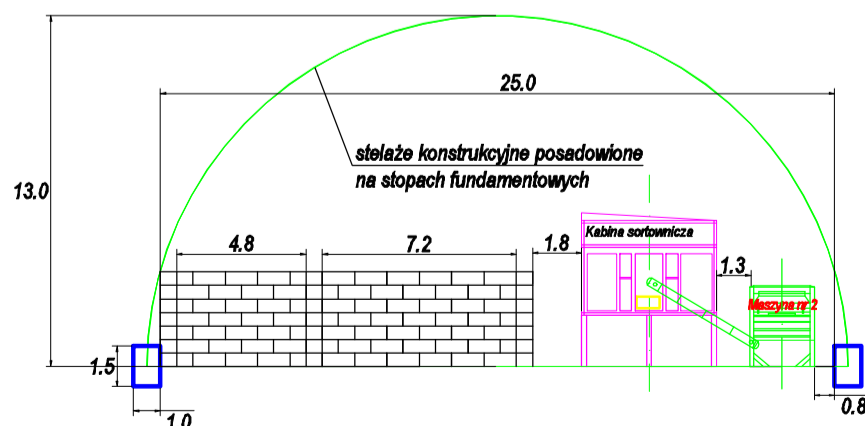 25.0
13.0
stelaże konstrukcyjne posadowione
na stopach fundamentowych
4.8
7.2
1.8
Kabina sortownicza
1.3
Maszyna nr 2
1.5
1.0
0.8